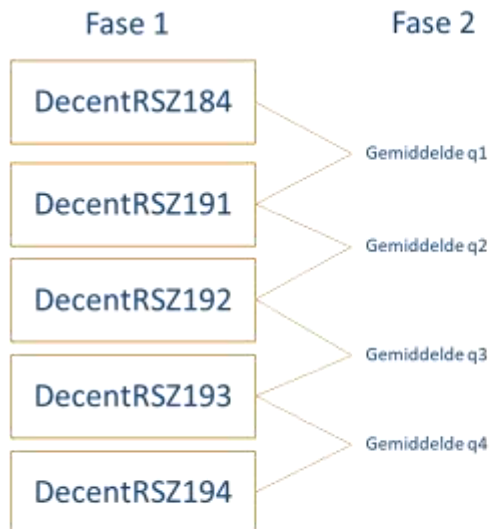 Fase 1
Fase 2
DecentRSZ184
Gemiddelde q1
DecentRSZ191
Gemiddelde q2
DecentRSZ192
Gemiddelde q3
DecentRSZ193
Gemiddelde q4
DecentRSZ194